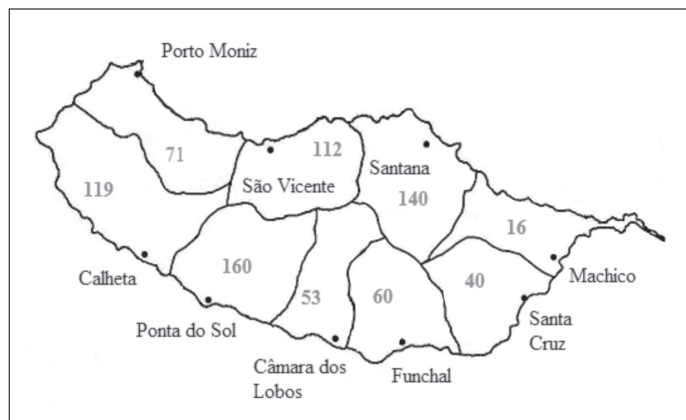 Porto Moniz
71
112
São Vicente
Santana
119
140
16
160
Calheta
Machico
40
53
60
Ponta do Sol
Santa
Cruz
Câmara dos
Lobos
Funchal